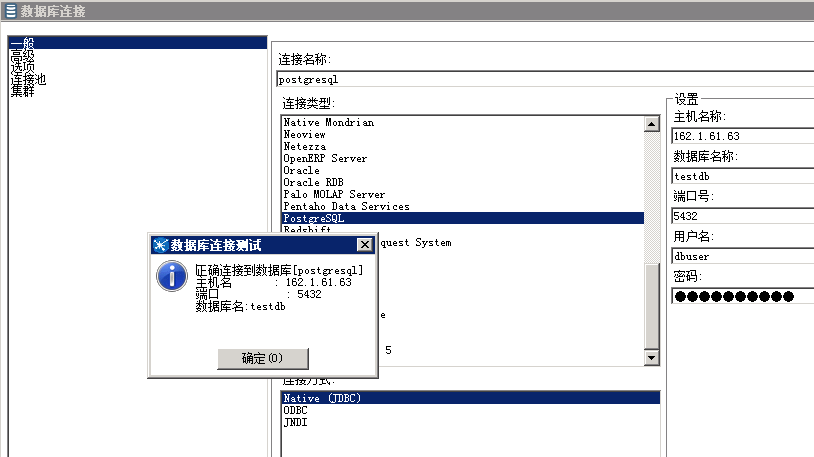 数据库连接
一般
高级
选项
连接池
集群
连接名称:
postgresql
连接类型:
Native Mondrian
Neoview
Netezza
OpenERP Server
Oracle
Oracle RDB
Palo MOLAP Server
Pentaho Data Services
PostgreSQL
Redshift
quest System
e
5
连接方式:
Native (JDBC)
ODBC
JNDI
设置
主机名称:
162.1.61.63
数据库名称:
testdb
端口号:
5432
用户名:
dbuser
密码:
●●●●●●●●●●
数据库连接测试
正确连接到数据库[postgresql]
主机名 : 162.1.61.63
端口 : 5432
数据库名:testdb
确定(O)